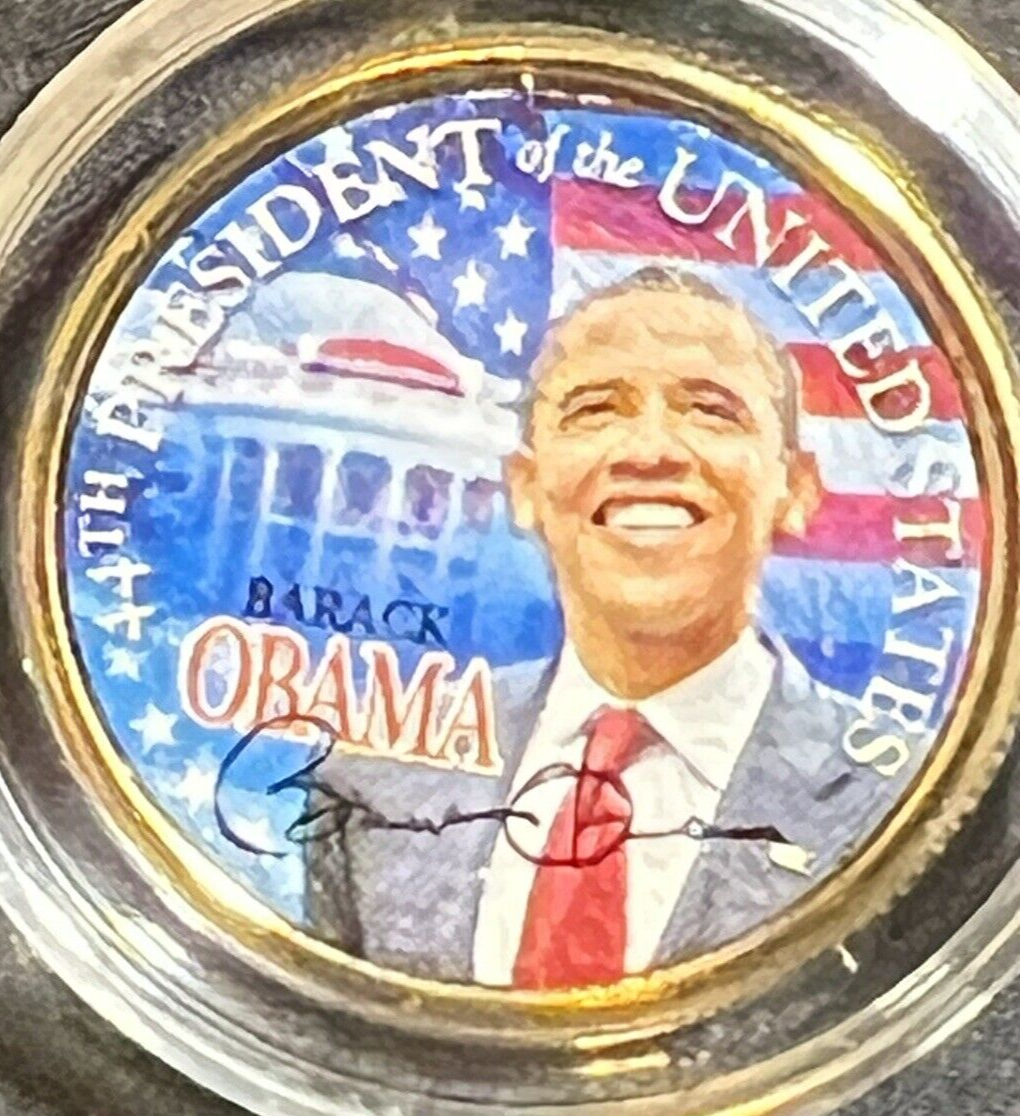 44TH PRESIDENT of the UNITED STATES
BARACK
OBAMA